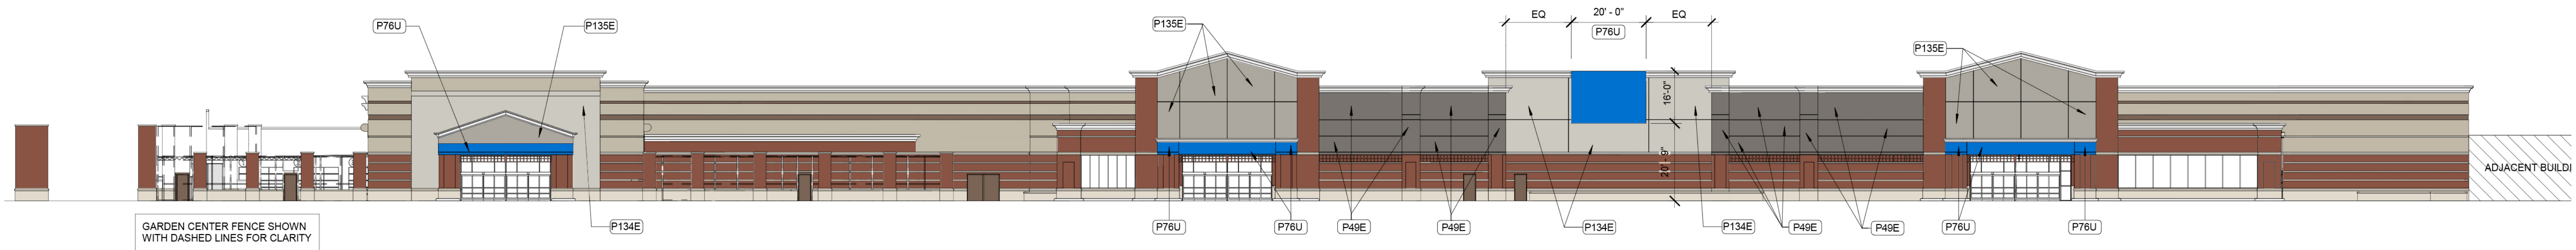 EQ
20' - 0"
EQ
P76U
P135E
P135E
P76U
P135E
16'-0"
20' - 9"
ADJACENT BUILDI
GARDEN CENTER FENCE SHOWN
WITH DASHED LINES FOR CLARITY
P134E
P76U
P76U
P49E
P49E
P134E
P134E
P49E
P49E
P76U
P76U